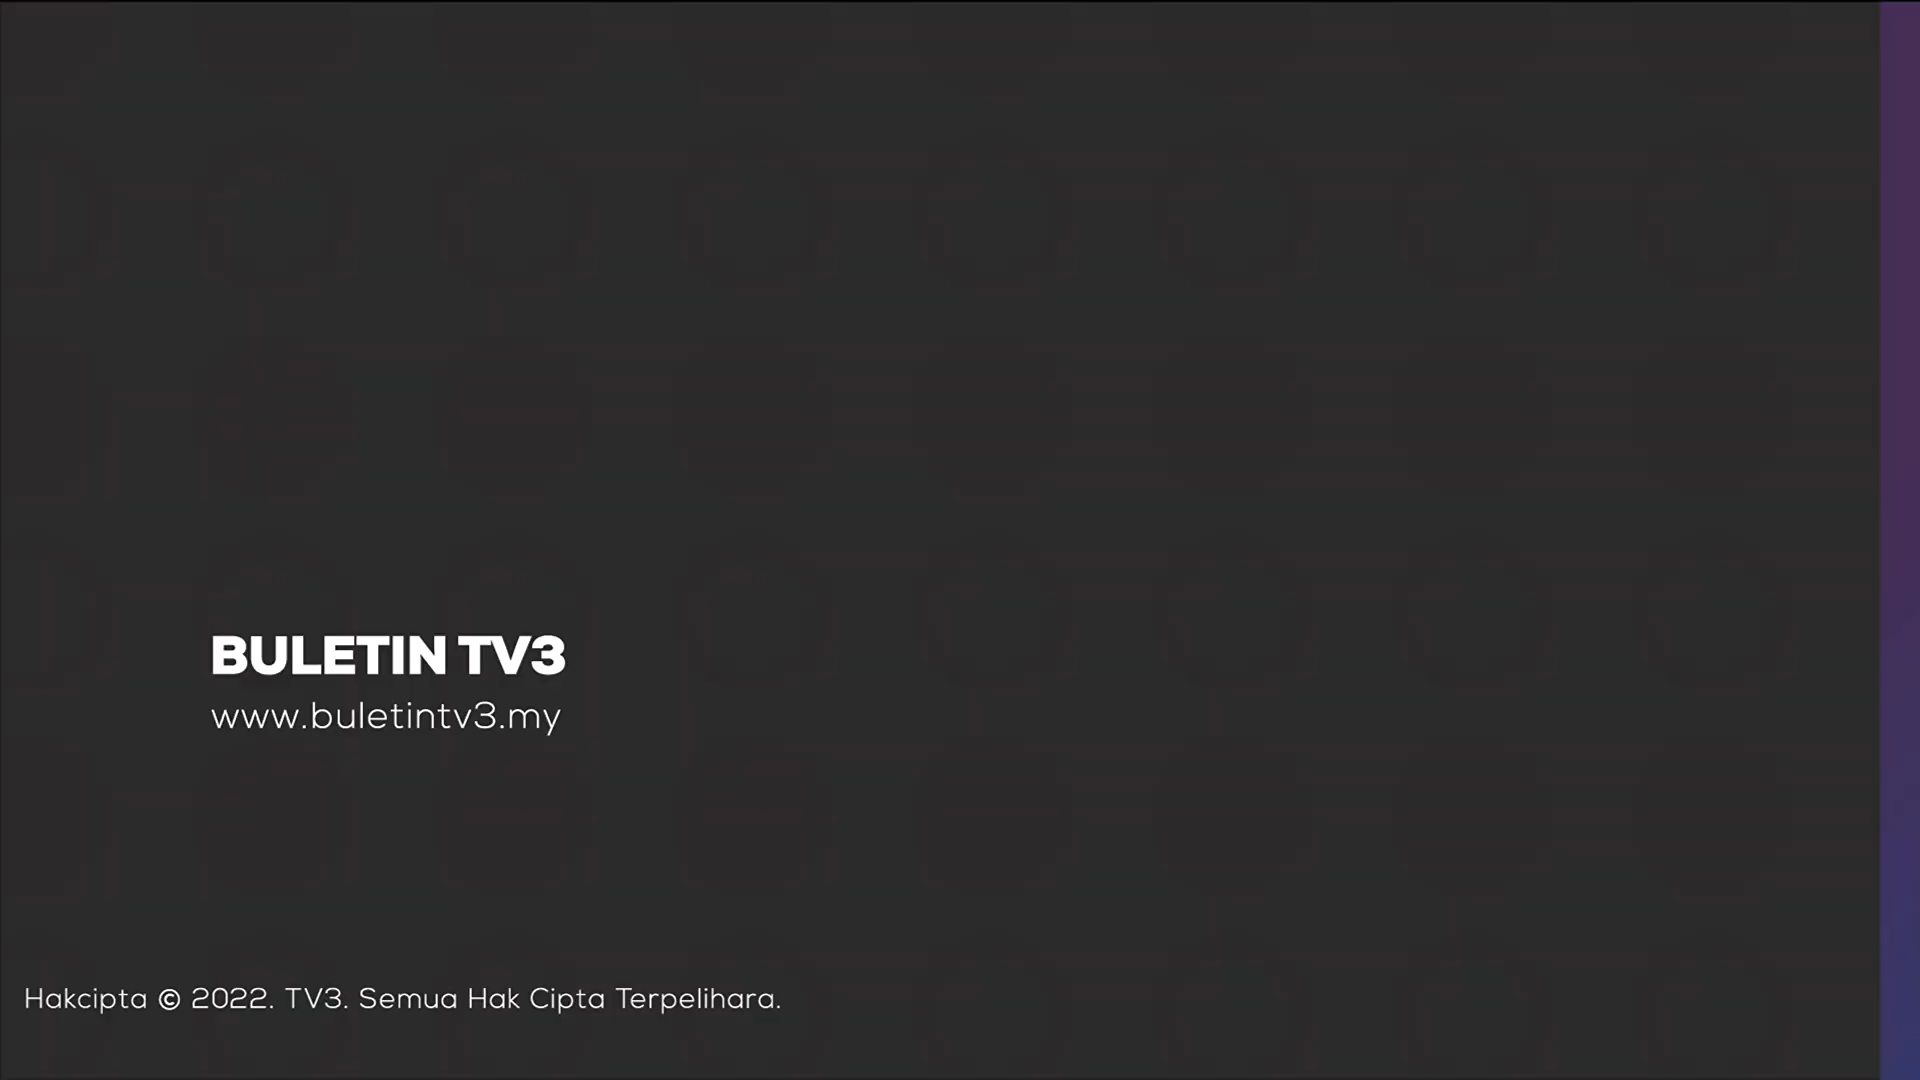 BULETIN TV3
www.buletintv3.my
Hakcipta © 2022. TV3. Semua Hak Cipta Terpelihara.